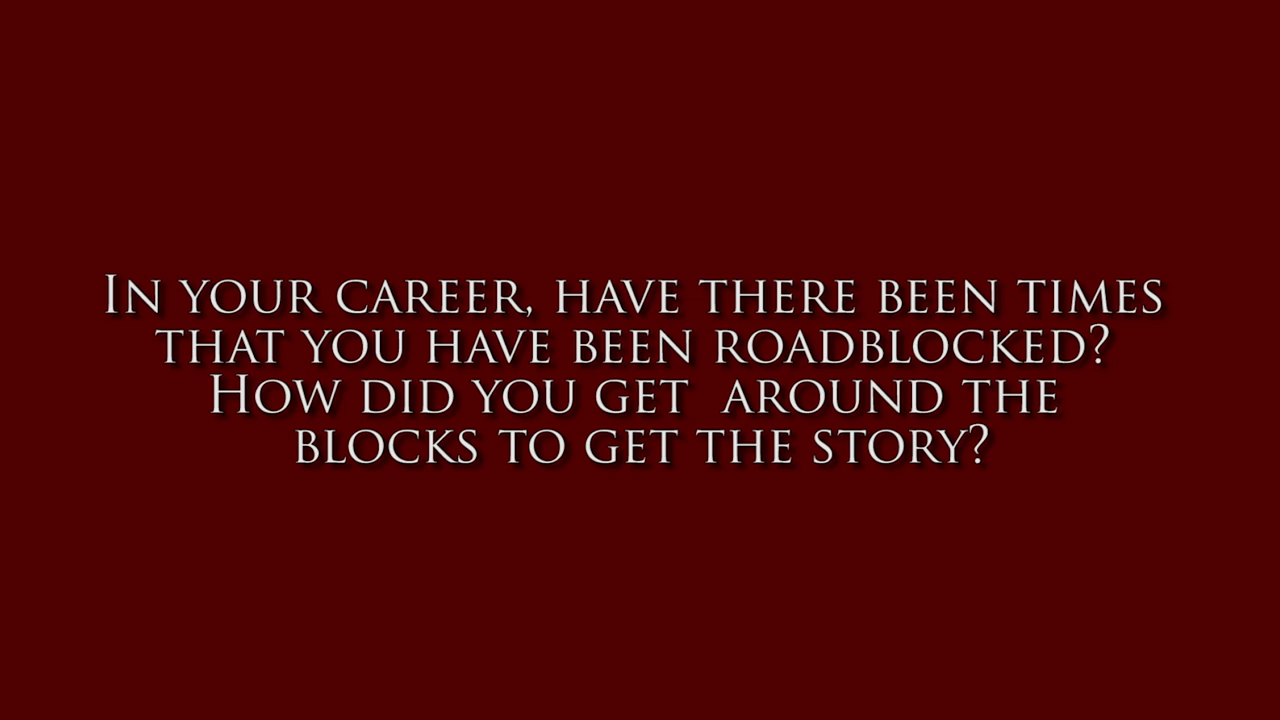 In your career, have there been times
that you have been roadblocked?
How did you get  around the
blocks to get the story?